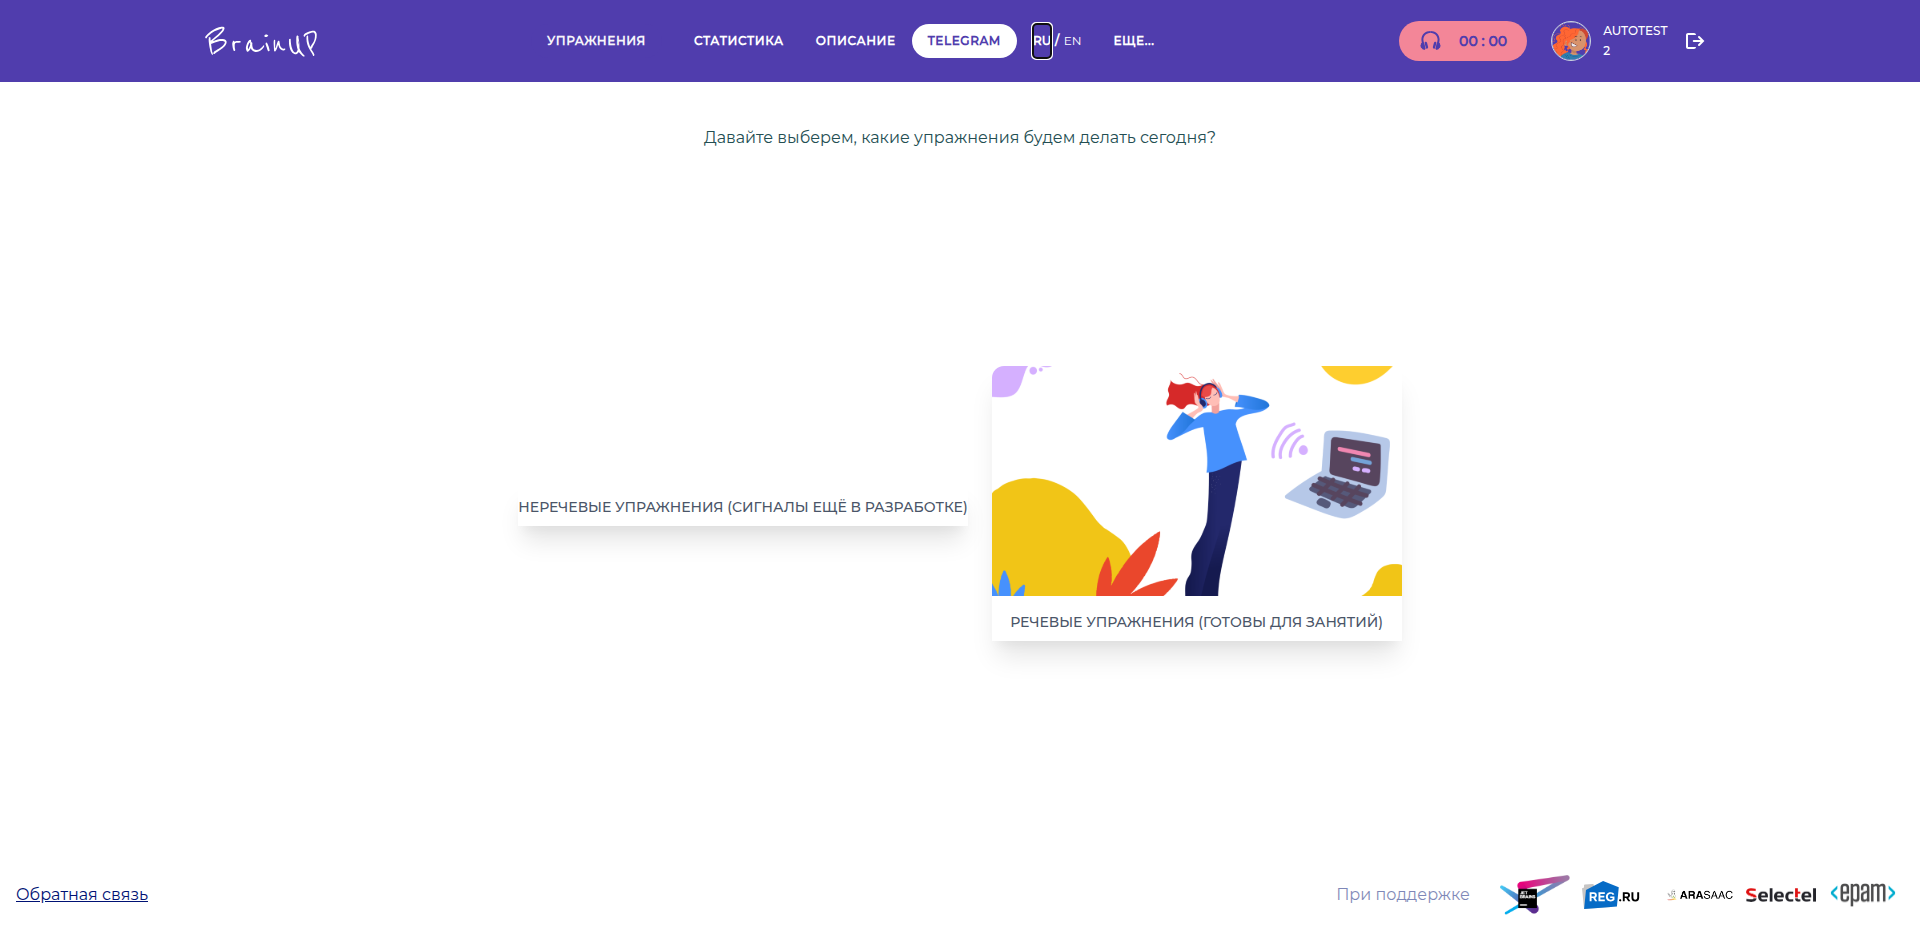 BrainUP
УПРАЖНЕНИЯ
СТАТИСТИКА
ОПИСАНИЕ
TELEGRAM
RU / EN
ЕЩЕ...
00 : 00
AUTOTEST
2
Давайте выберем, какие упражнения будем делать сегодня?
НЕРЕЧЕВЫЕ УПРАЖНЕНИЯ (СИГНАЛЫ ЕЩЁ В РАЗРАБОТКЕ)
РЕЧЕВЫЕ УПРАЖНЕНИЯ (ГОТОВЫ ДЛЯ ЗАНЯТИЙ)
Обратная связь
При поддержке
JET
BRAINS
REG.RU
ARASAAC
Selectel
<epam>